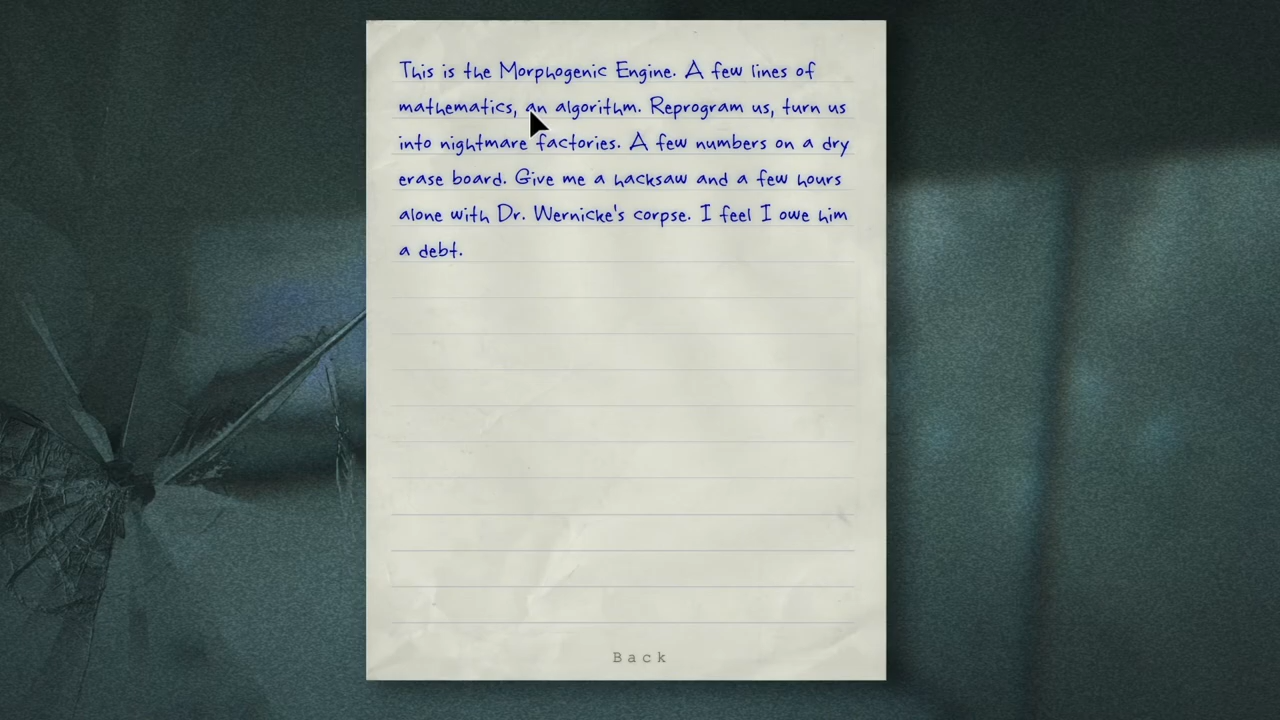 This is the Morphogenic Engine. A few lines of
mathematics, an algorithm. Reprogram us, turn us
into nightmare factories. A few numbers on a dry
erase board. Give me a hacksaw and a few hours
alone with Dr. Wernicke's corpse. I feel I owe him
a debt.
Back